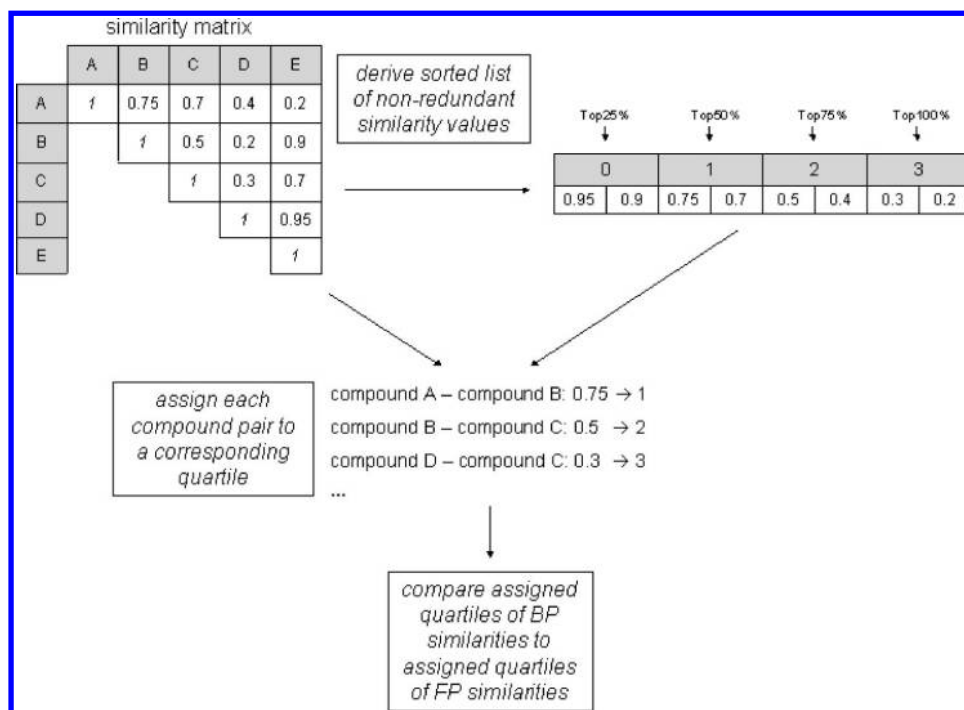 similarity matrix
A B C D E
A 1 0.75 0.7 0.4 0.2
B 1 0.5 0.2 0.9
C 1 0.3 0.7
D 1 0.95
E 1
derive sorted list
of non-redundant
similarity values
Top25% Top50% Top75% Top100%
0 1 2 3
0.95 0.9 0.75 0.7 0.5 0.4 0.3 0.2
assign each
compound pair to
a corresponding
quartile
compound A – compound B: 0.75 → 1
compound B – compound C: 0.5 → 2
compound D – compound C: 0.3 → 3
...
compare assigned
quartiles of BP
similarities to
assigned quartiles
of FP similarities